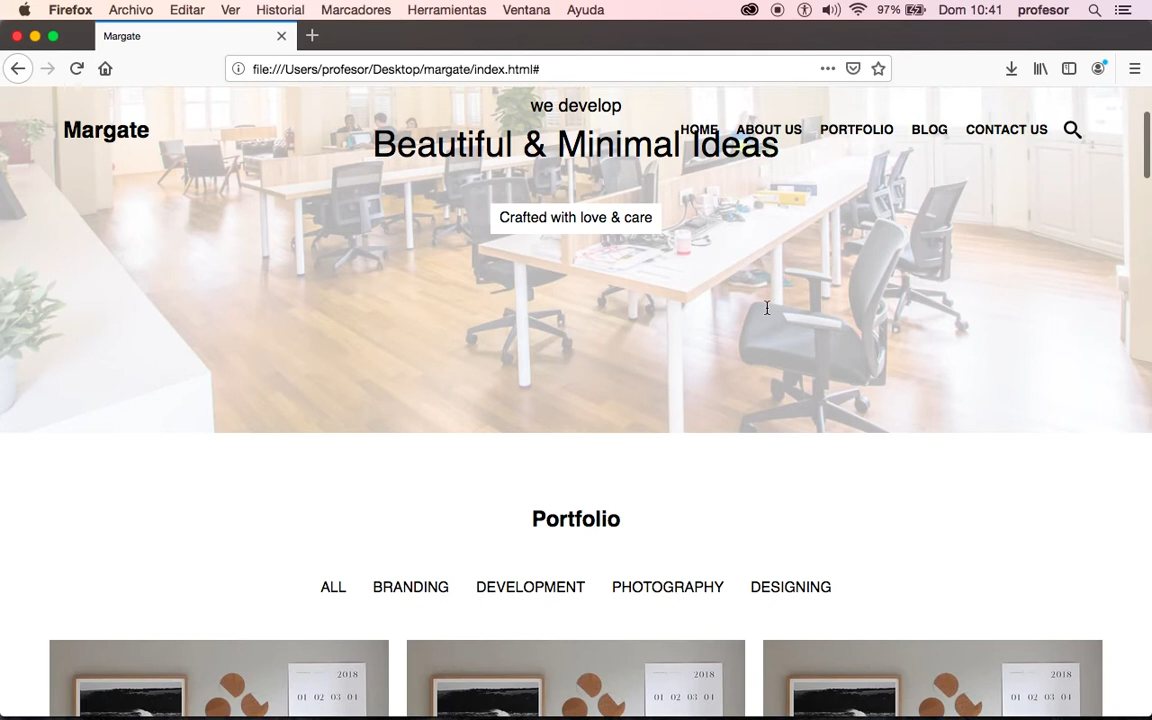 Firefox Archivo Editar Ver Historial Marcadores Herramientas Ventana Ayuda 97% Dom 10:41 profesor
Margate
file:///Users/profesor/Desktop/margate/index.html#
we develop
Margate HOME ABOUT US PORTFOLIO BLOG CONTACT US
Beautiful & Minimal Ideas
Crafted with love & care
Portfolio
ALL BRANDING DEVELOPMENT PHOTOGRAPHY DESIGNING
2018 2018 2018
01 02 03 04 01 02 03 04 01 02 03 04